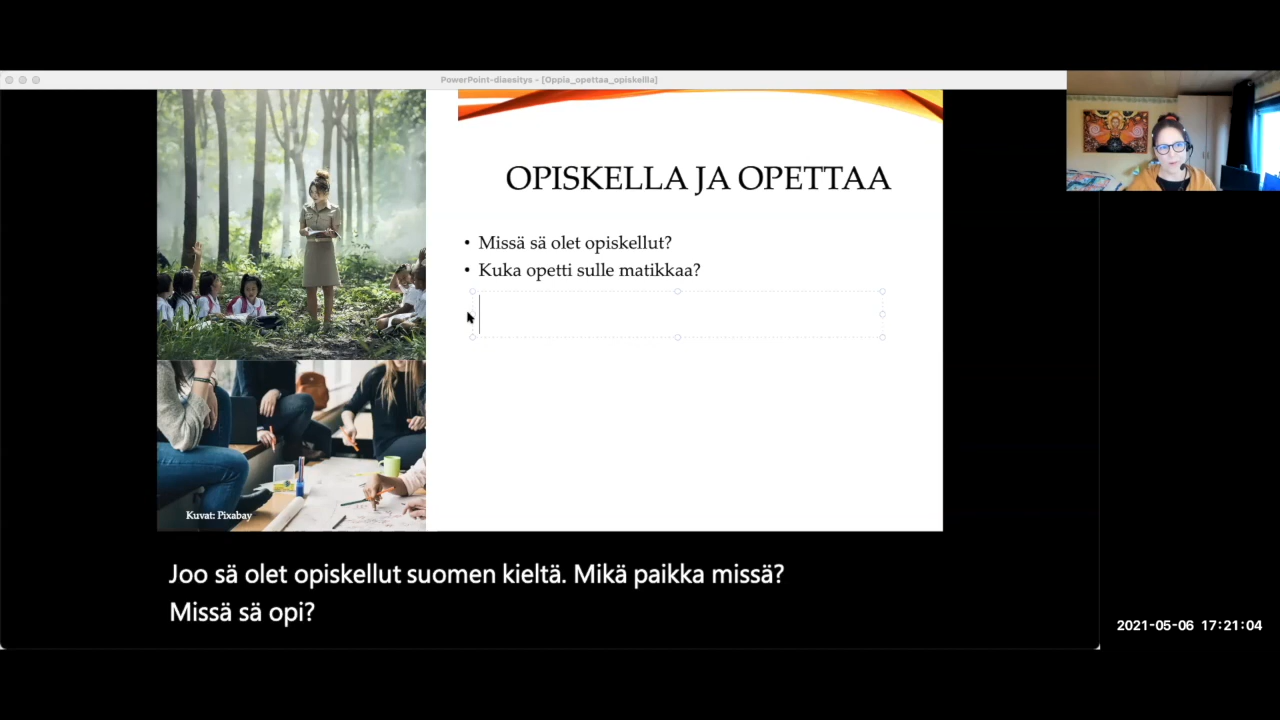 PowerPoint-diaesitys - [Oppia_opettaa_opiskellla]
OPISKELLA JA OPETTAA
• Missä sä olet opiskellut?
• Kuka opetti sulle matikkaa?
Kuvat: Pixabay
Joo sä olet opiskellut suomen kieltä. Mikä paikka missä?
Missä sä opi?
2021-05-06 17:21:04